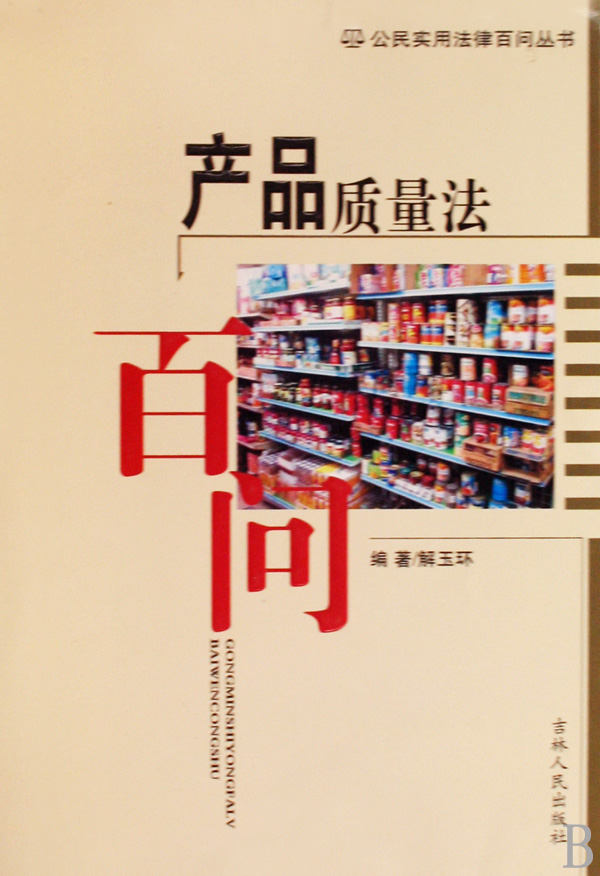 公民实用法律百问丛书
产品质量法
百问
编 著/解玉环
GONGMINSHIYONGFALV
BAIWENCONGSHU
吉林人民出版社
B